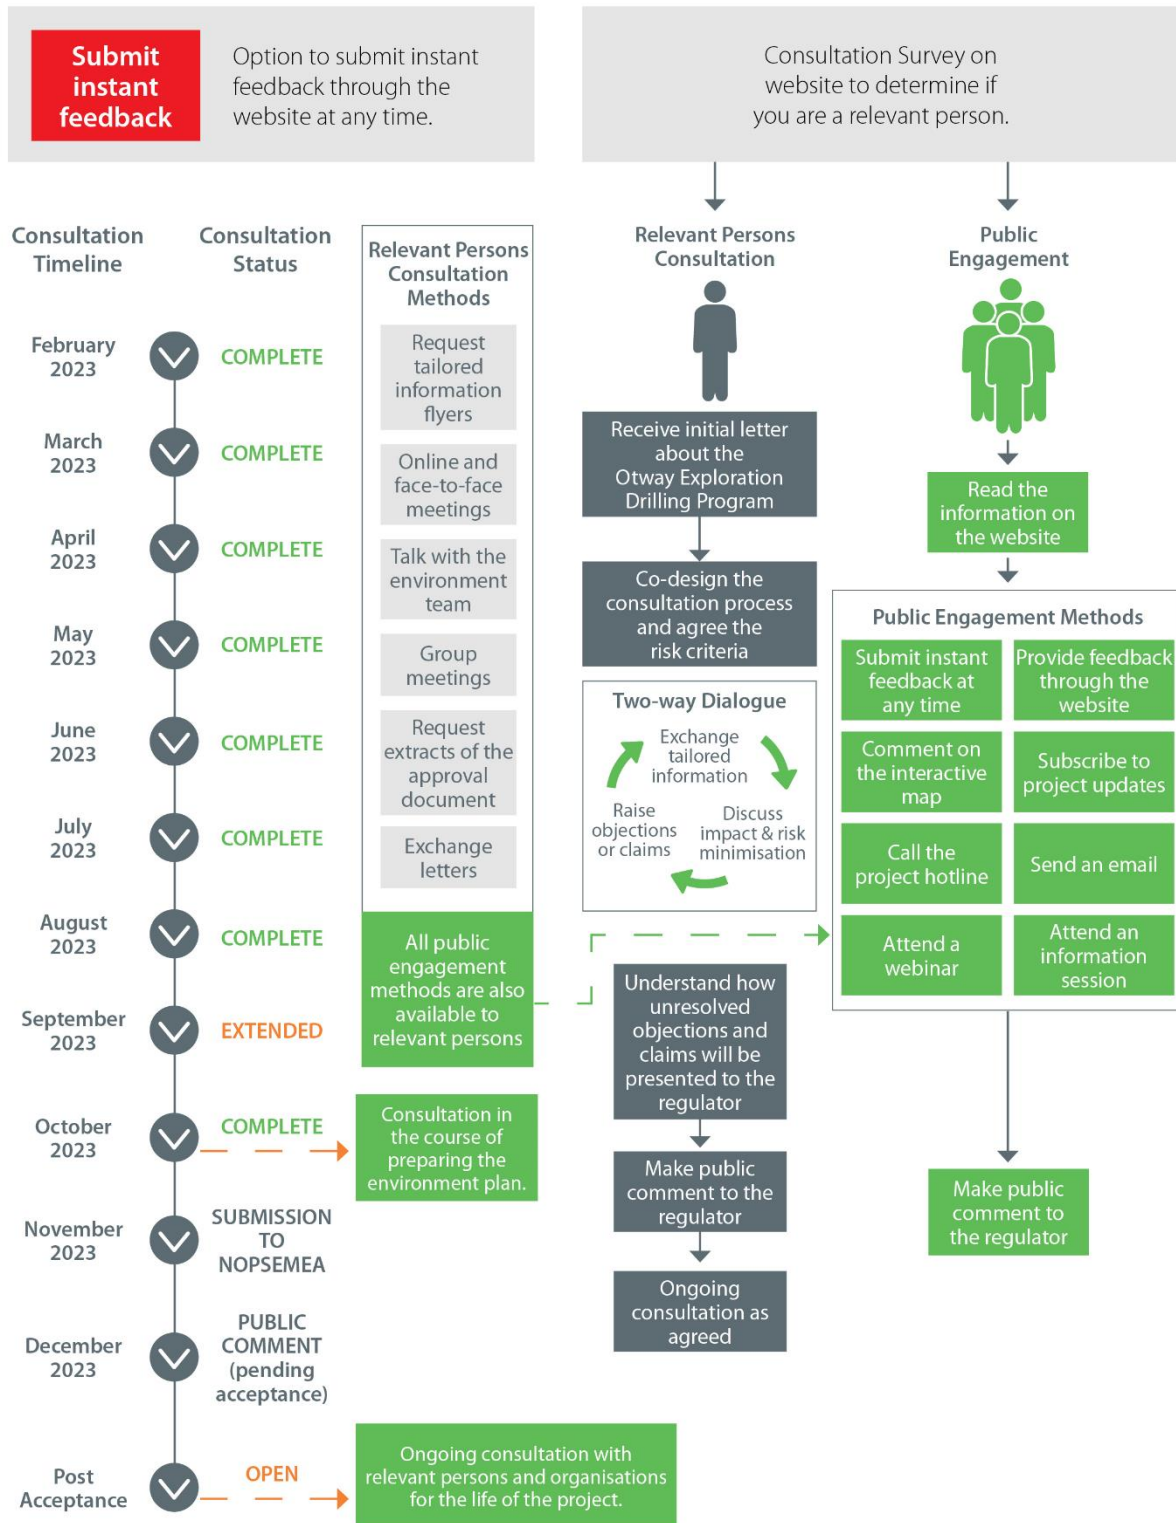 Submit
instant
feedback
Option to submit instant
feedback through the
website at any time.
Consultation Survey on
website to determine if
you are a relevant person.
Consultation
Timeline
Consultation
Status
Relevant Persons
Consultation
Methods
Request
tailored
information
flyers
Online and
face-to-face
meetings
Talk with the
environment
team
Group
meetings
Request
extracts of the
approval
document
Exchange
letters
All public
engagement
methods are also
available to
relevant persons
February
2023
COMPLETE
March
2023
COMPLETE
April
2023
COMPLETE
May
2023
COMPLETE
June
2023
COMPLETE
July
2023
COMPLETE
August
2023
COMPLETE
September
2023
EXTENDED
October
2023
COMPLETE
Consultation in
the course of
preparing the
environment plan.
November
2023
SUBMISSION
TO
NOPSEMEA
December
2023
PUBLIC
COMMENT
(pending
acceptance)
Post
Acceptance
OPEN
Ongoing consultation with
relevant persons and organisations
for the life of the project.
Relevant Persons
Consultation
Receive initial letter
about the
Otway Exploration
Drilling Program
Co-design the
consultation process
and agree the
risk criteria
Two-way Dialogue
Exchange
tailored
information
Discuss
impact & risk
minimisation
Raise
objections
or claims
Understand how
unresolved
objections and
claims will be
presented to the
regulator
Make public
comment to the
regulator
Ongoing
consultation as
agreed
Public
Engagement
Read the
information on
the website
Public Engagement Methods
Submit instant
feedback at
any time
Provide feedback
through the
website
Comment on
the interactive
map
Subscribe to
project updates
Call the
project hotline
Send an email
Attend a
webinar
Attend an
information
session
Make public
comment to
the regulator